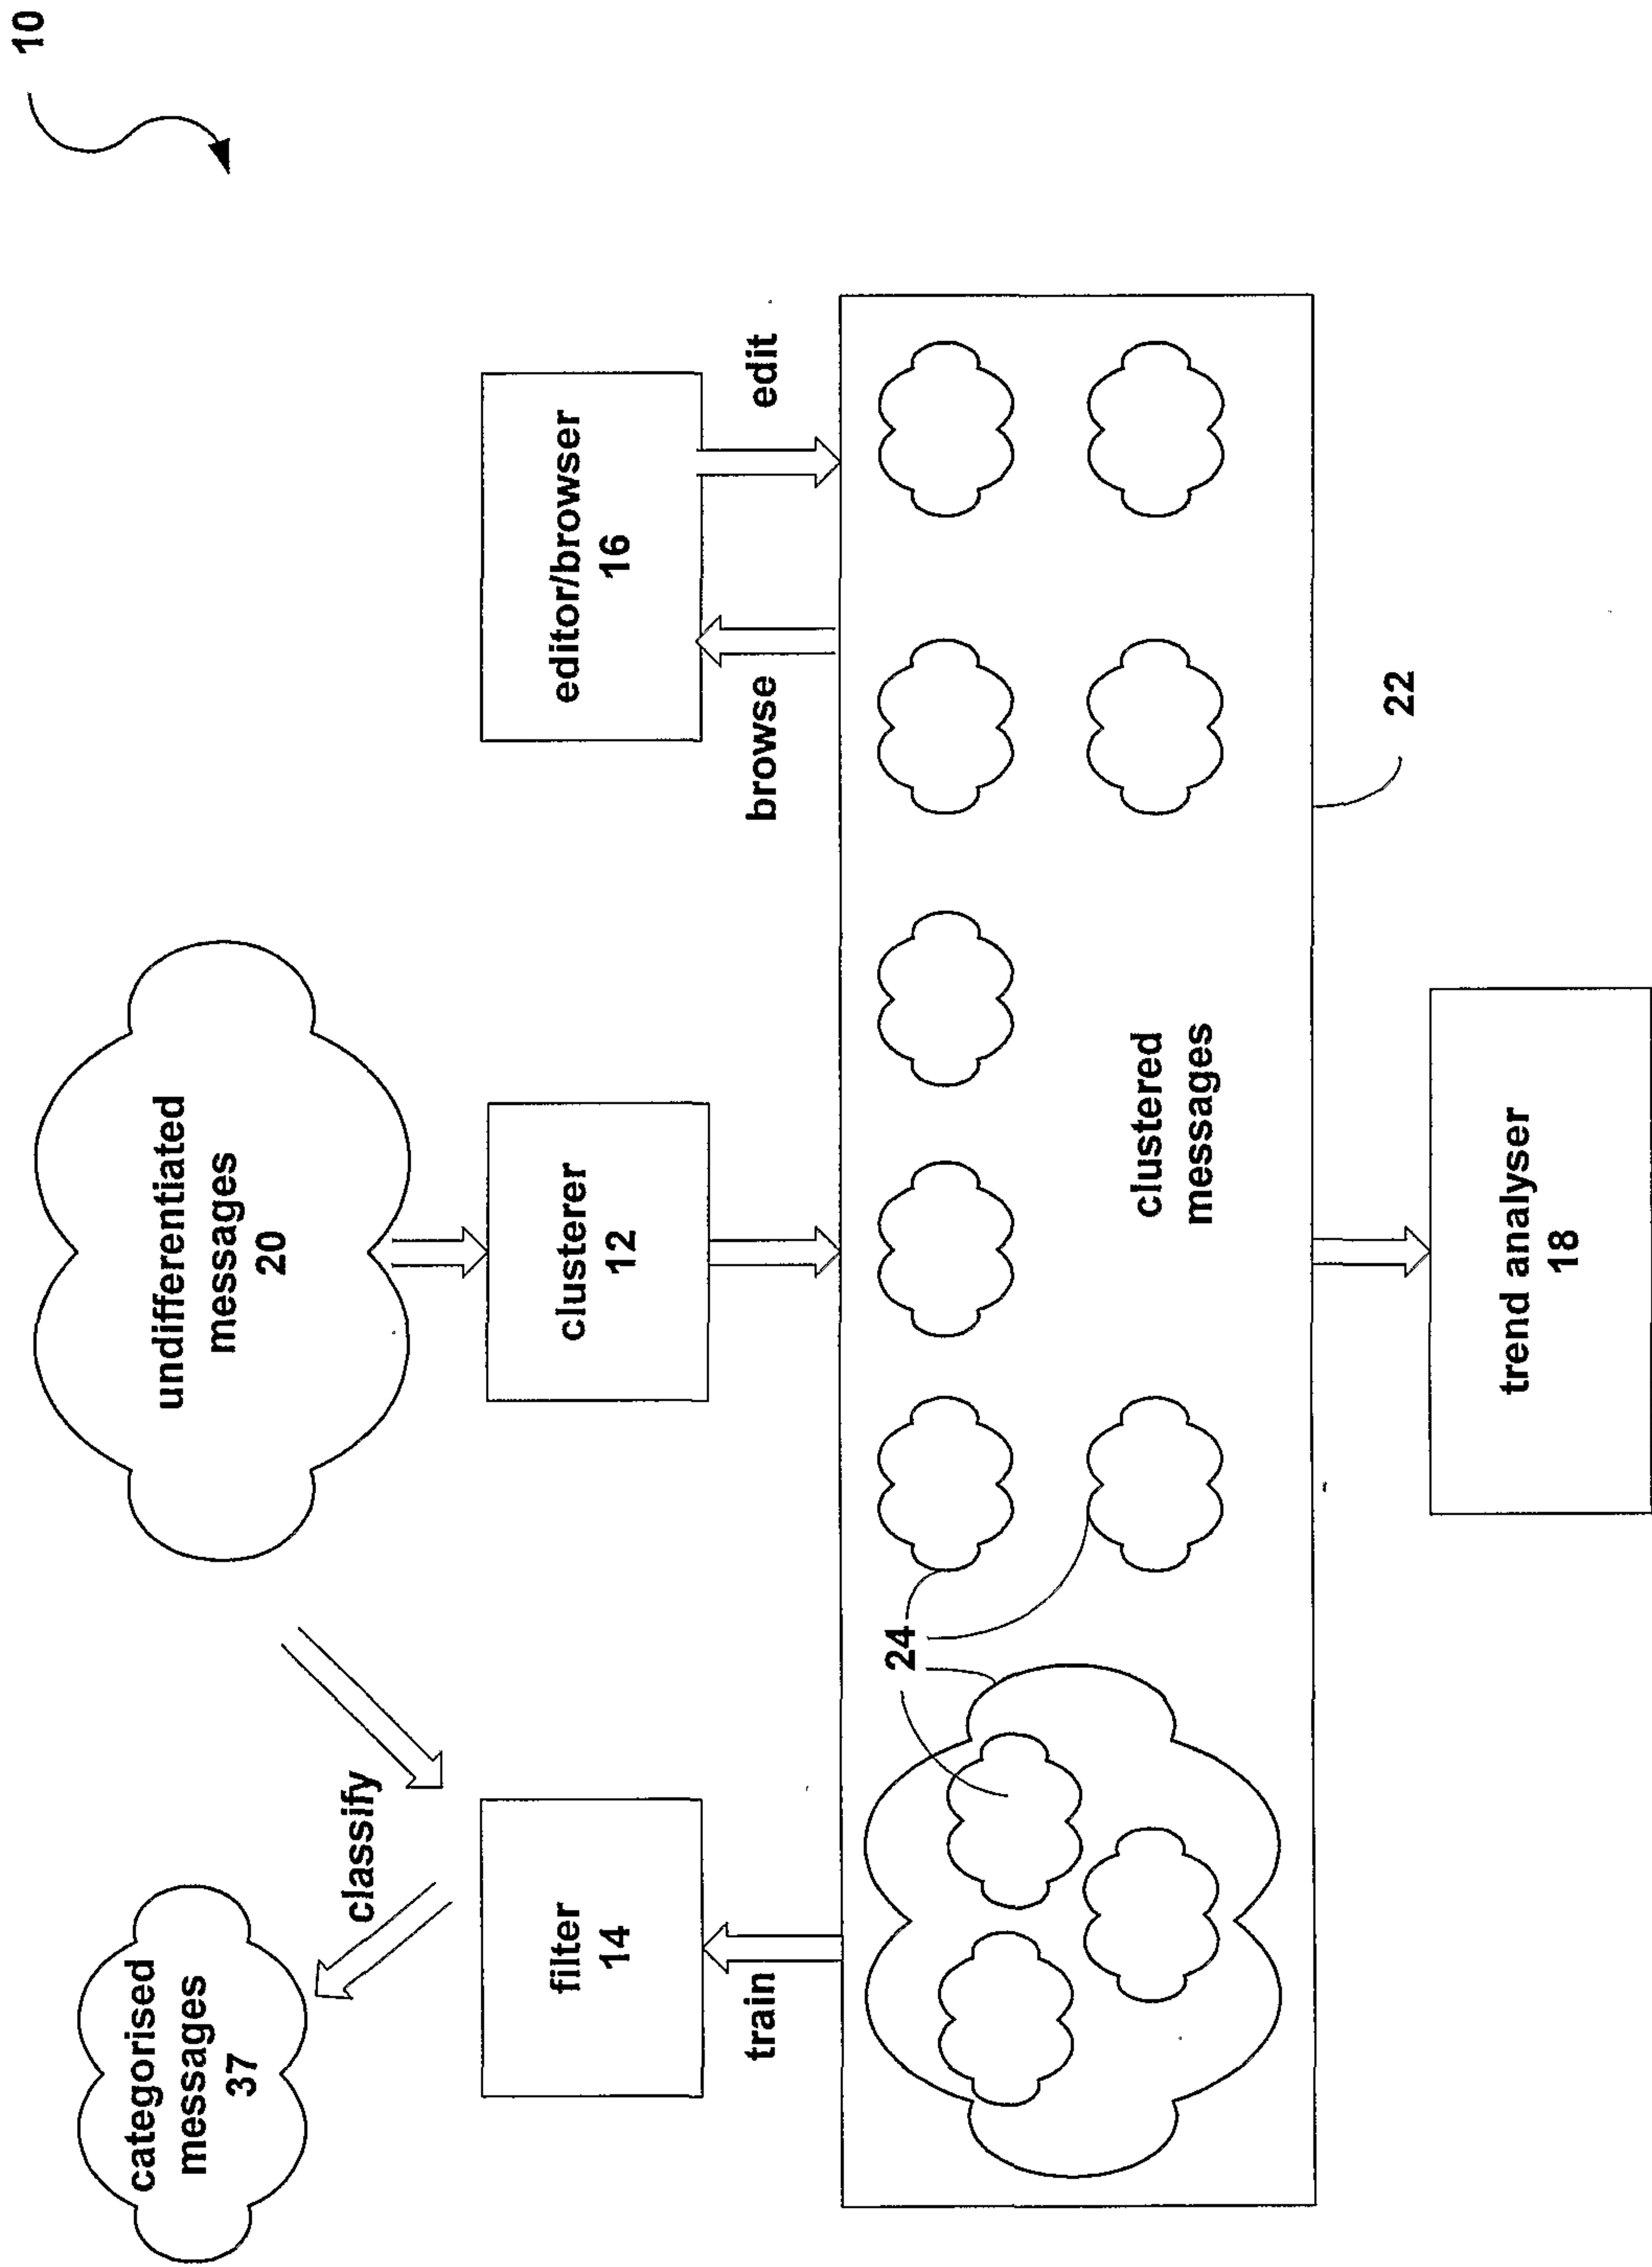 10
undifferentiated
messages
20
categorised
messages
37
classify
clusterer
12
filter
14
editor/browser
16
train
browse
edit
24
clustered
messages
22
trend analyser
18